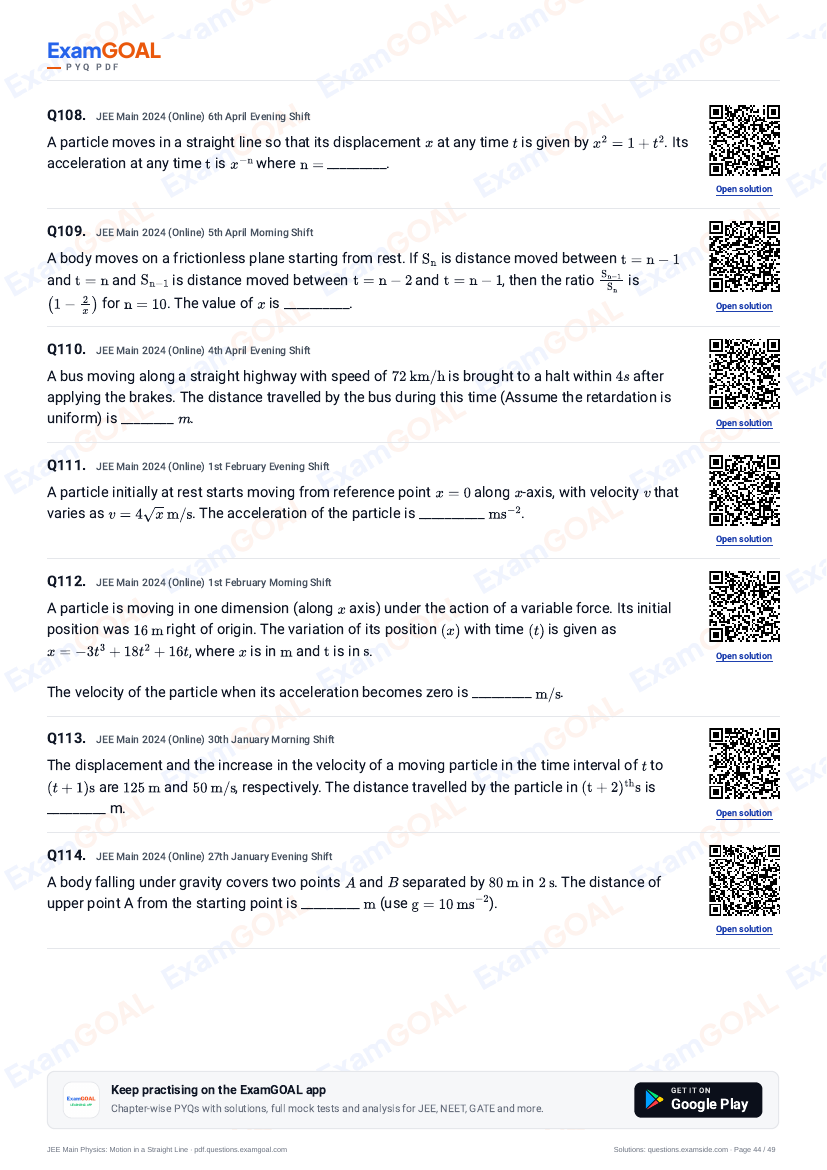 ExamGOAL
PYQ PDF
Q108. JEE Main 2024 (Online) 6th April Evening Shift
A particle moves in a straight line so that its displacement x at any time t is given by x² = 1 + t². Its
acceleration at any time t is x⁻ⁿ where n = _________.
Open solution
Q109. JEE Main 2024 (Online) 5th April Morning Shift
A body moves on a frictionless plane starting from rest. If Sₙ is distance moved between t = n − 1
and t = n and Sₙ₋₁ is distance moved between t = n − 2 and t = n − 1, then the ratio Sₙ₋₁/Sₙ is
(1 − 2/x) for n = 10. The value of x is _________.
Open solution
Q110. JEE Main 2024 (Online) 4th April Evening Shift
A bus moving along a straight highway with speed of 72 km/h is brought to a halt within 4s after
applying the brakes. The distance travelled by the bus during this time (Assume the retardation is
uniform) is ________ m.
Open solution
Q111. JEE Main 2024 (Online) 1st February Evening Shift
A particle initially at rest starts moving from reference point x = 0 along x-axis, with velocity v that
varies as v = 4√x m/s. The acceleration of the particle is _________ ms⁻².
Open solution
Q112. JEE Main 2024 (Online) 1st February Morning Shift
A particle is moving in one dimension (along x axis) under the action of a variable force. Its initial
position was 16 m right of origin. The variation of its position (x) with time (t) is given as
x = −3t³ + 18t² + 16t, where x is in m and t is in s.
The velocity of the particle when its acceleration becomes zero is _________ m/s.
Open solution
Q113. JEE Main 2024 (Online) 30th January Morning Shift
The displacement and the increase in the velocity of a moving particle in the time interval of t to
(t + 1)s are 125 m and 50 m/s, respectively. The distance travelled by the particle in (t + 2)ᵗʰs is
________ m.
Open solution
Q114. JEE Main 2024 (Online) 27th January Evening Shift
A body falling under gravity covers two points A and B separated by 80 m in 2 s. The distance of
upper point A from the starting point is ________ m (use g = 10 ms⁻²).
Open solution
Keep practising on the ExamGOAL app
Chapter-wise PYQs with solutions, full mock tests and analysis for JEE, NEET, GATE and more.
GET IT ON
Google Play
JEE Main Physics: Motion in a Straight Line · pdf.questions.examgoal.com
Solutions: questions.examside.com · Page 44 / 49